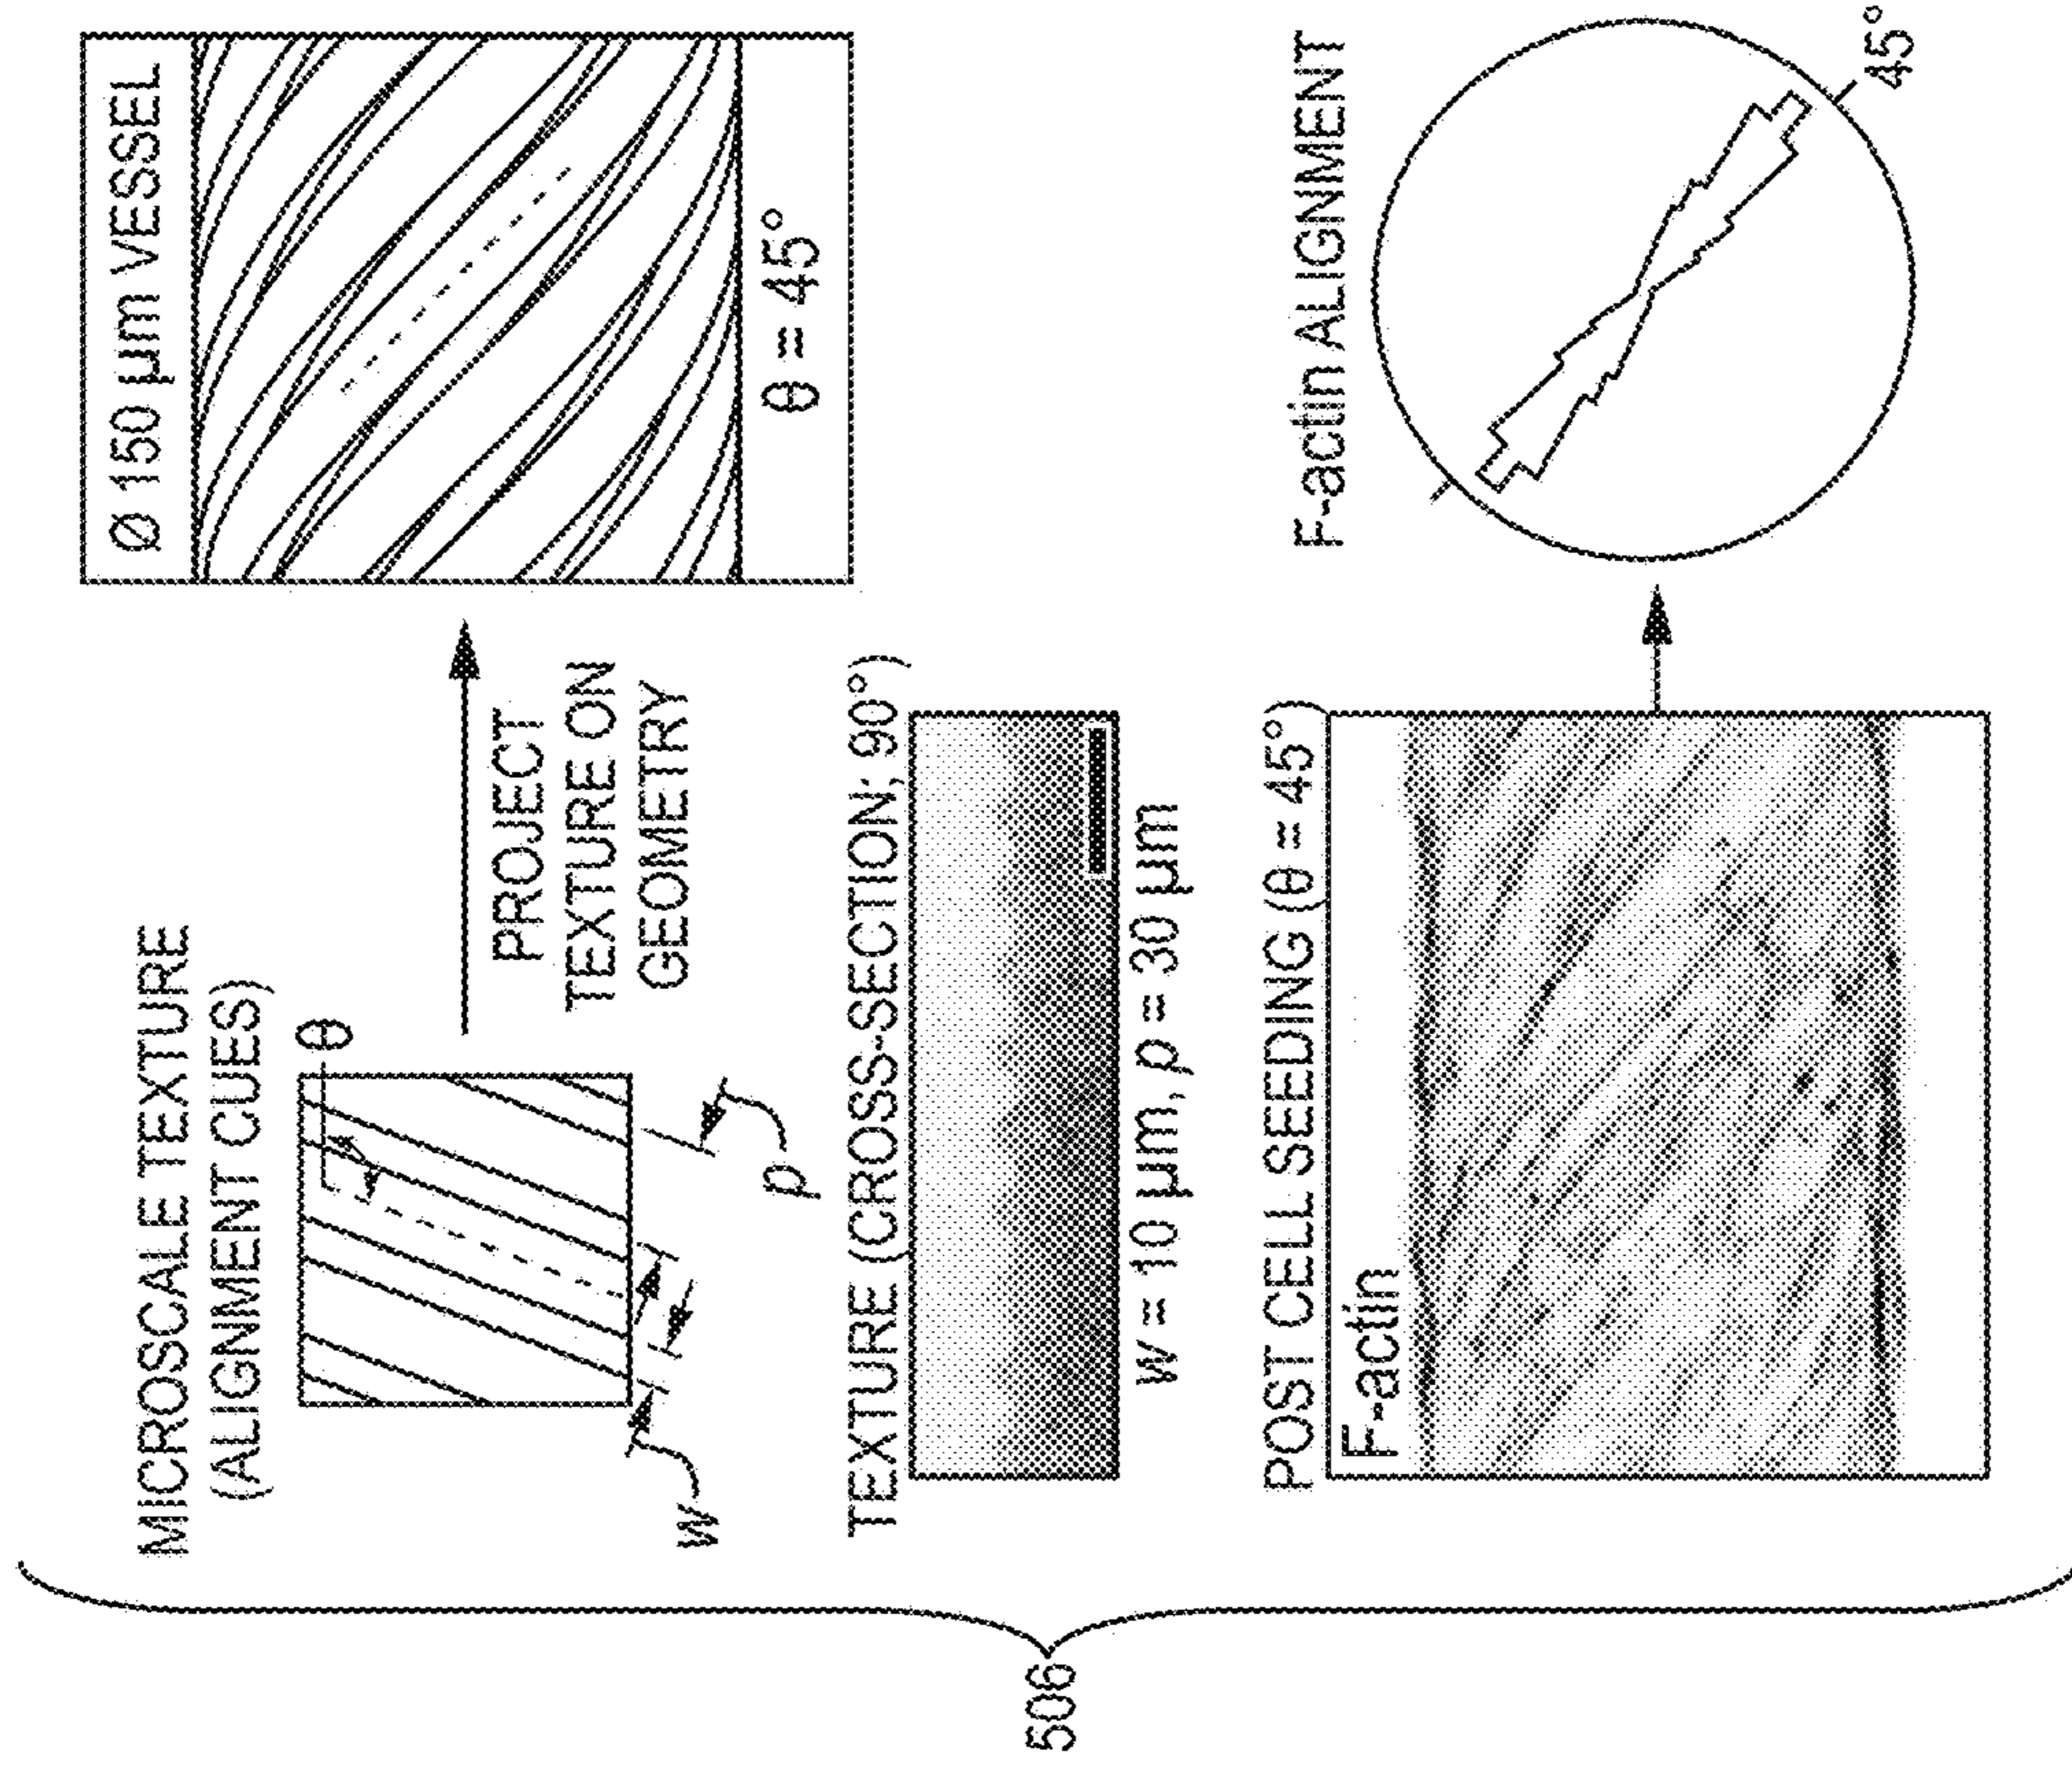 506
MICROSCALE TEXTURE
(ALIGNMENT CUES)
θ
w
p
PROJECT
TEXTURE ON
GEOMETRY
Ø 150 µm VESSEL
θ = 45°
TEXTURE (CROSS-SECTION; 90°)
w = 10 µm, p = 30 µm
POST CELL SEEDING (θ = 45°)
F-actin
F-actin ALIGNMENT
45°